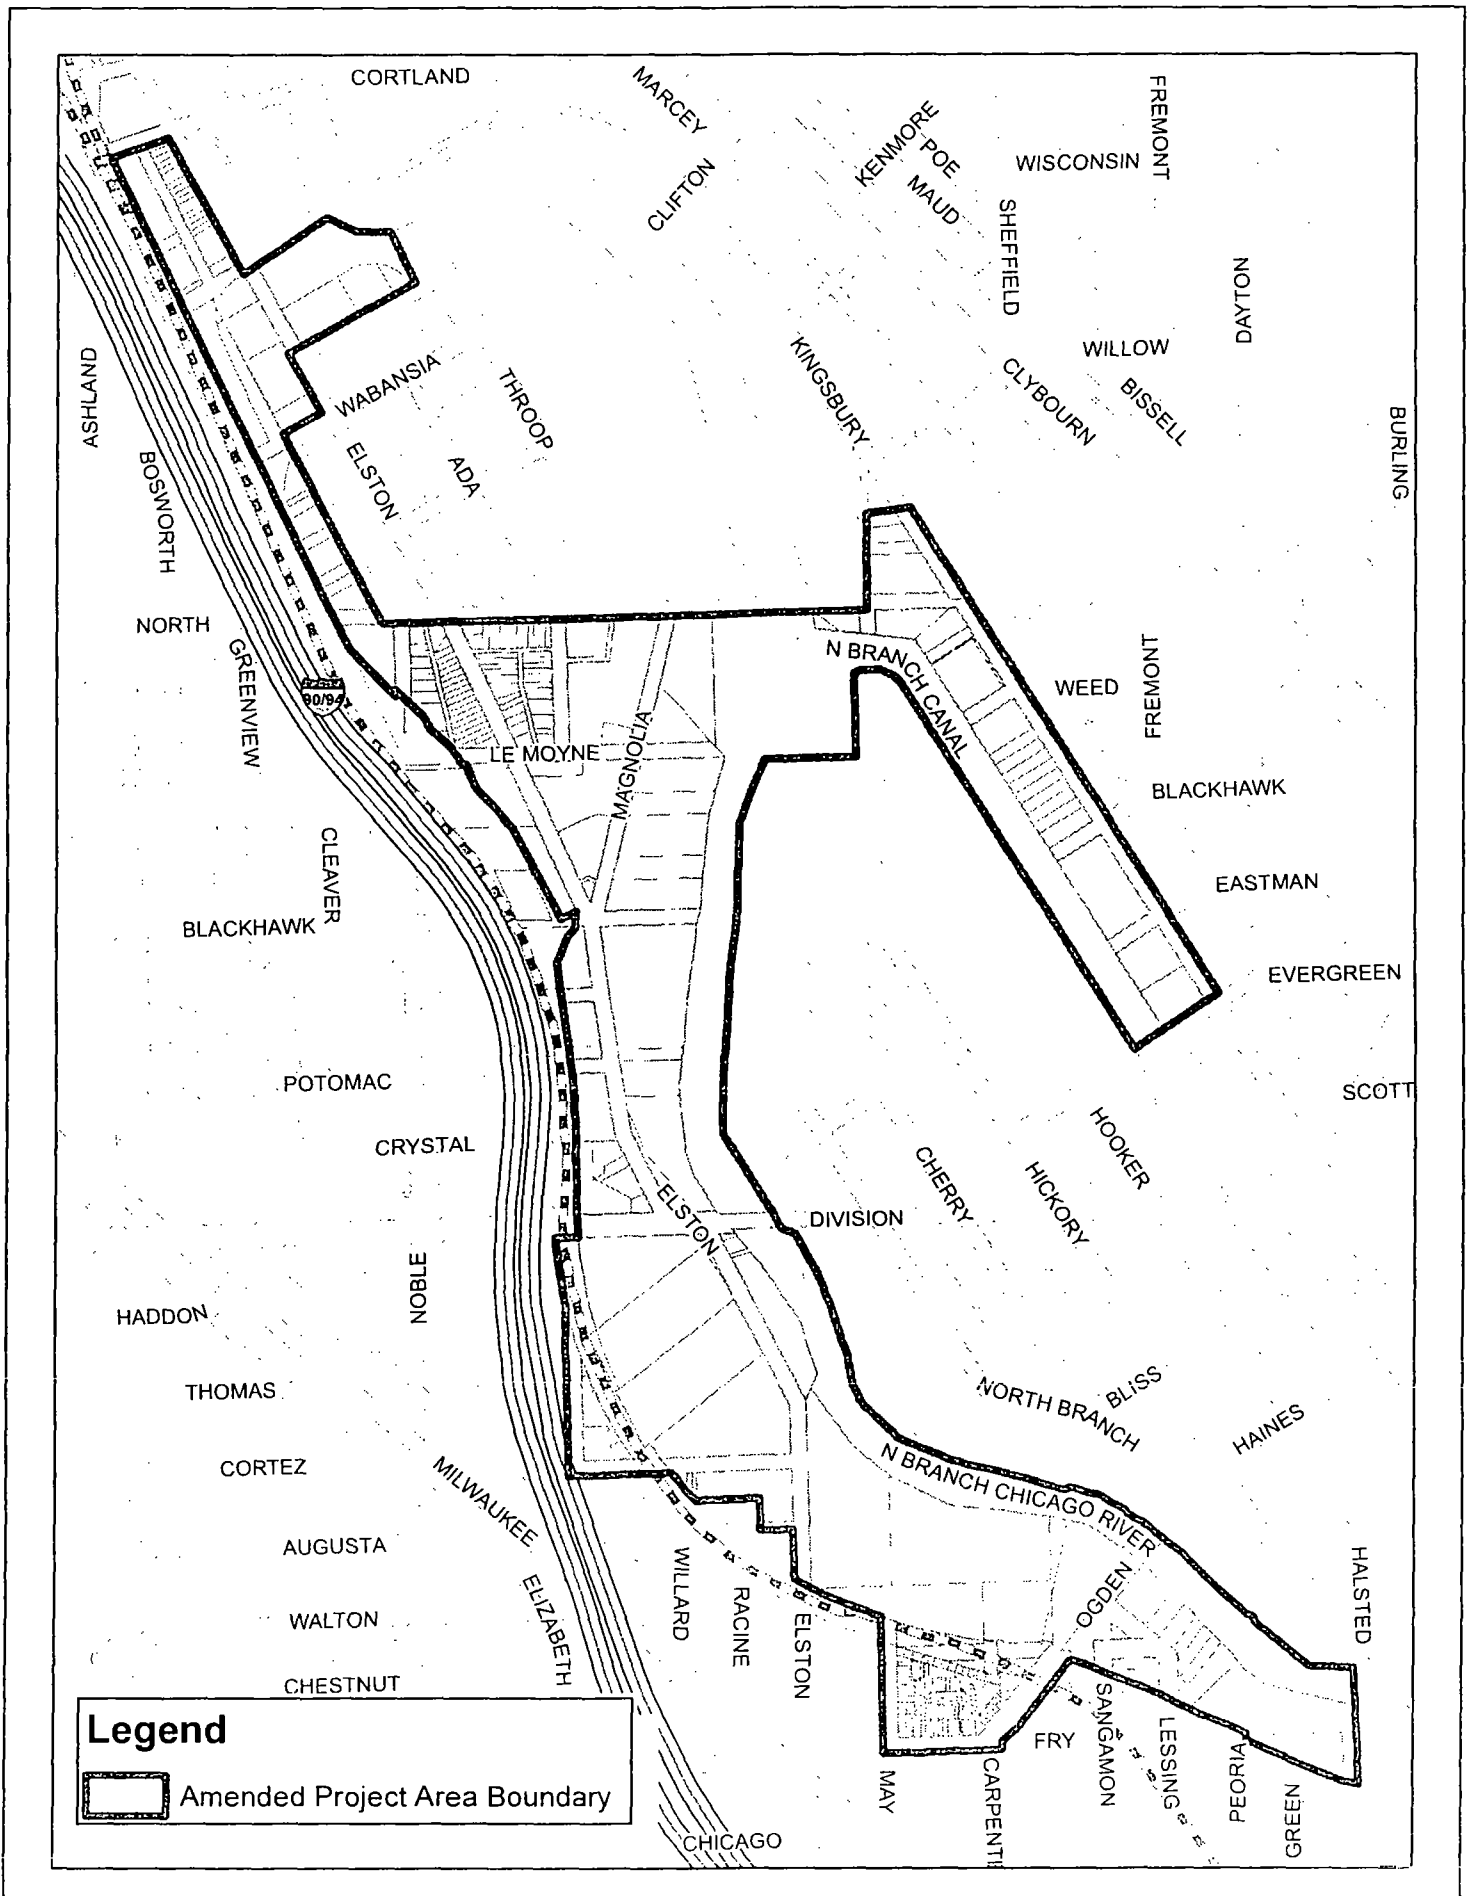 CORTLAND
MARCEY
FREMONT
KENMORE
POE
WISCONSIN
MAUD
CLIFTON
SHEFFIELD
DAYTON
WILLOW
KINGSBURY
CLYBOURN
BISSELL
ASHLAND
WABANSIA
THROOP
BURLING
ELSTON
ADA
BOSWORTH
NORTH
GREENVIEW
N BRANCH CANAL
WEED
FREMONT
90/94
LE MOYNE
MAGNOLIA
BLACKHAWK
CLEAVER
EASTMAN
BLACKHAWK
EVERGREEN
POTOMAC
SCOTT
CRYSTAL
HOOKER
CHERRY
HICKORY
ELSTON
DIVISION
NOBLE
HADDON
THOMAS
NORTH BRANCH
BLISS
HAINES
CORTEZ
MILWAUKEE
N BRANCH CHICAGO RIVER
AUGUSTA
HALSTED
ELIZABETH
WILLARD
RACINE
ELSTON
OGDEN
WALTON
CHESTNUT
SANGAMON
LESSING
FRY
PEORIA
MAY
CARPENTE
GREEN
CHICAGO
Legend
Amended Project Area Boundary